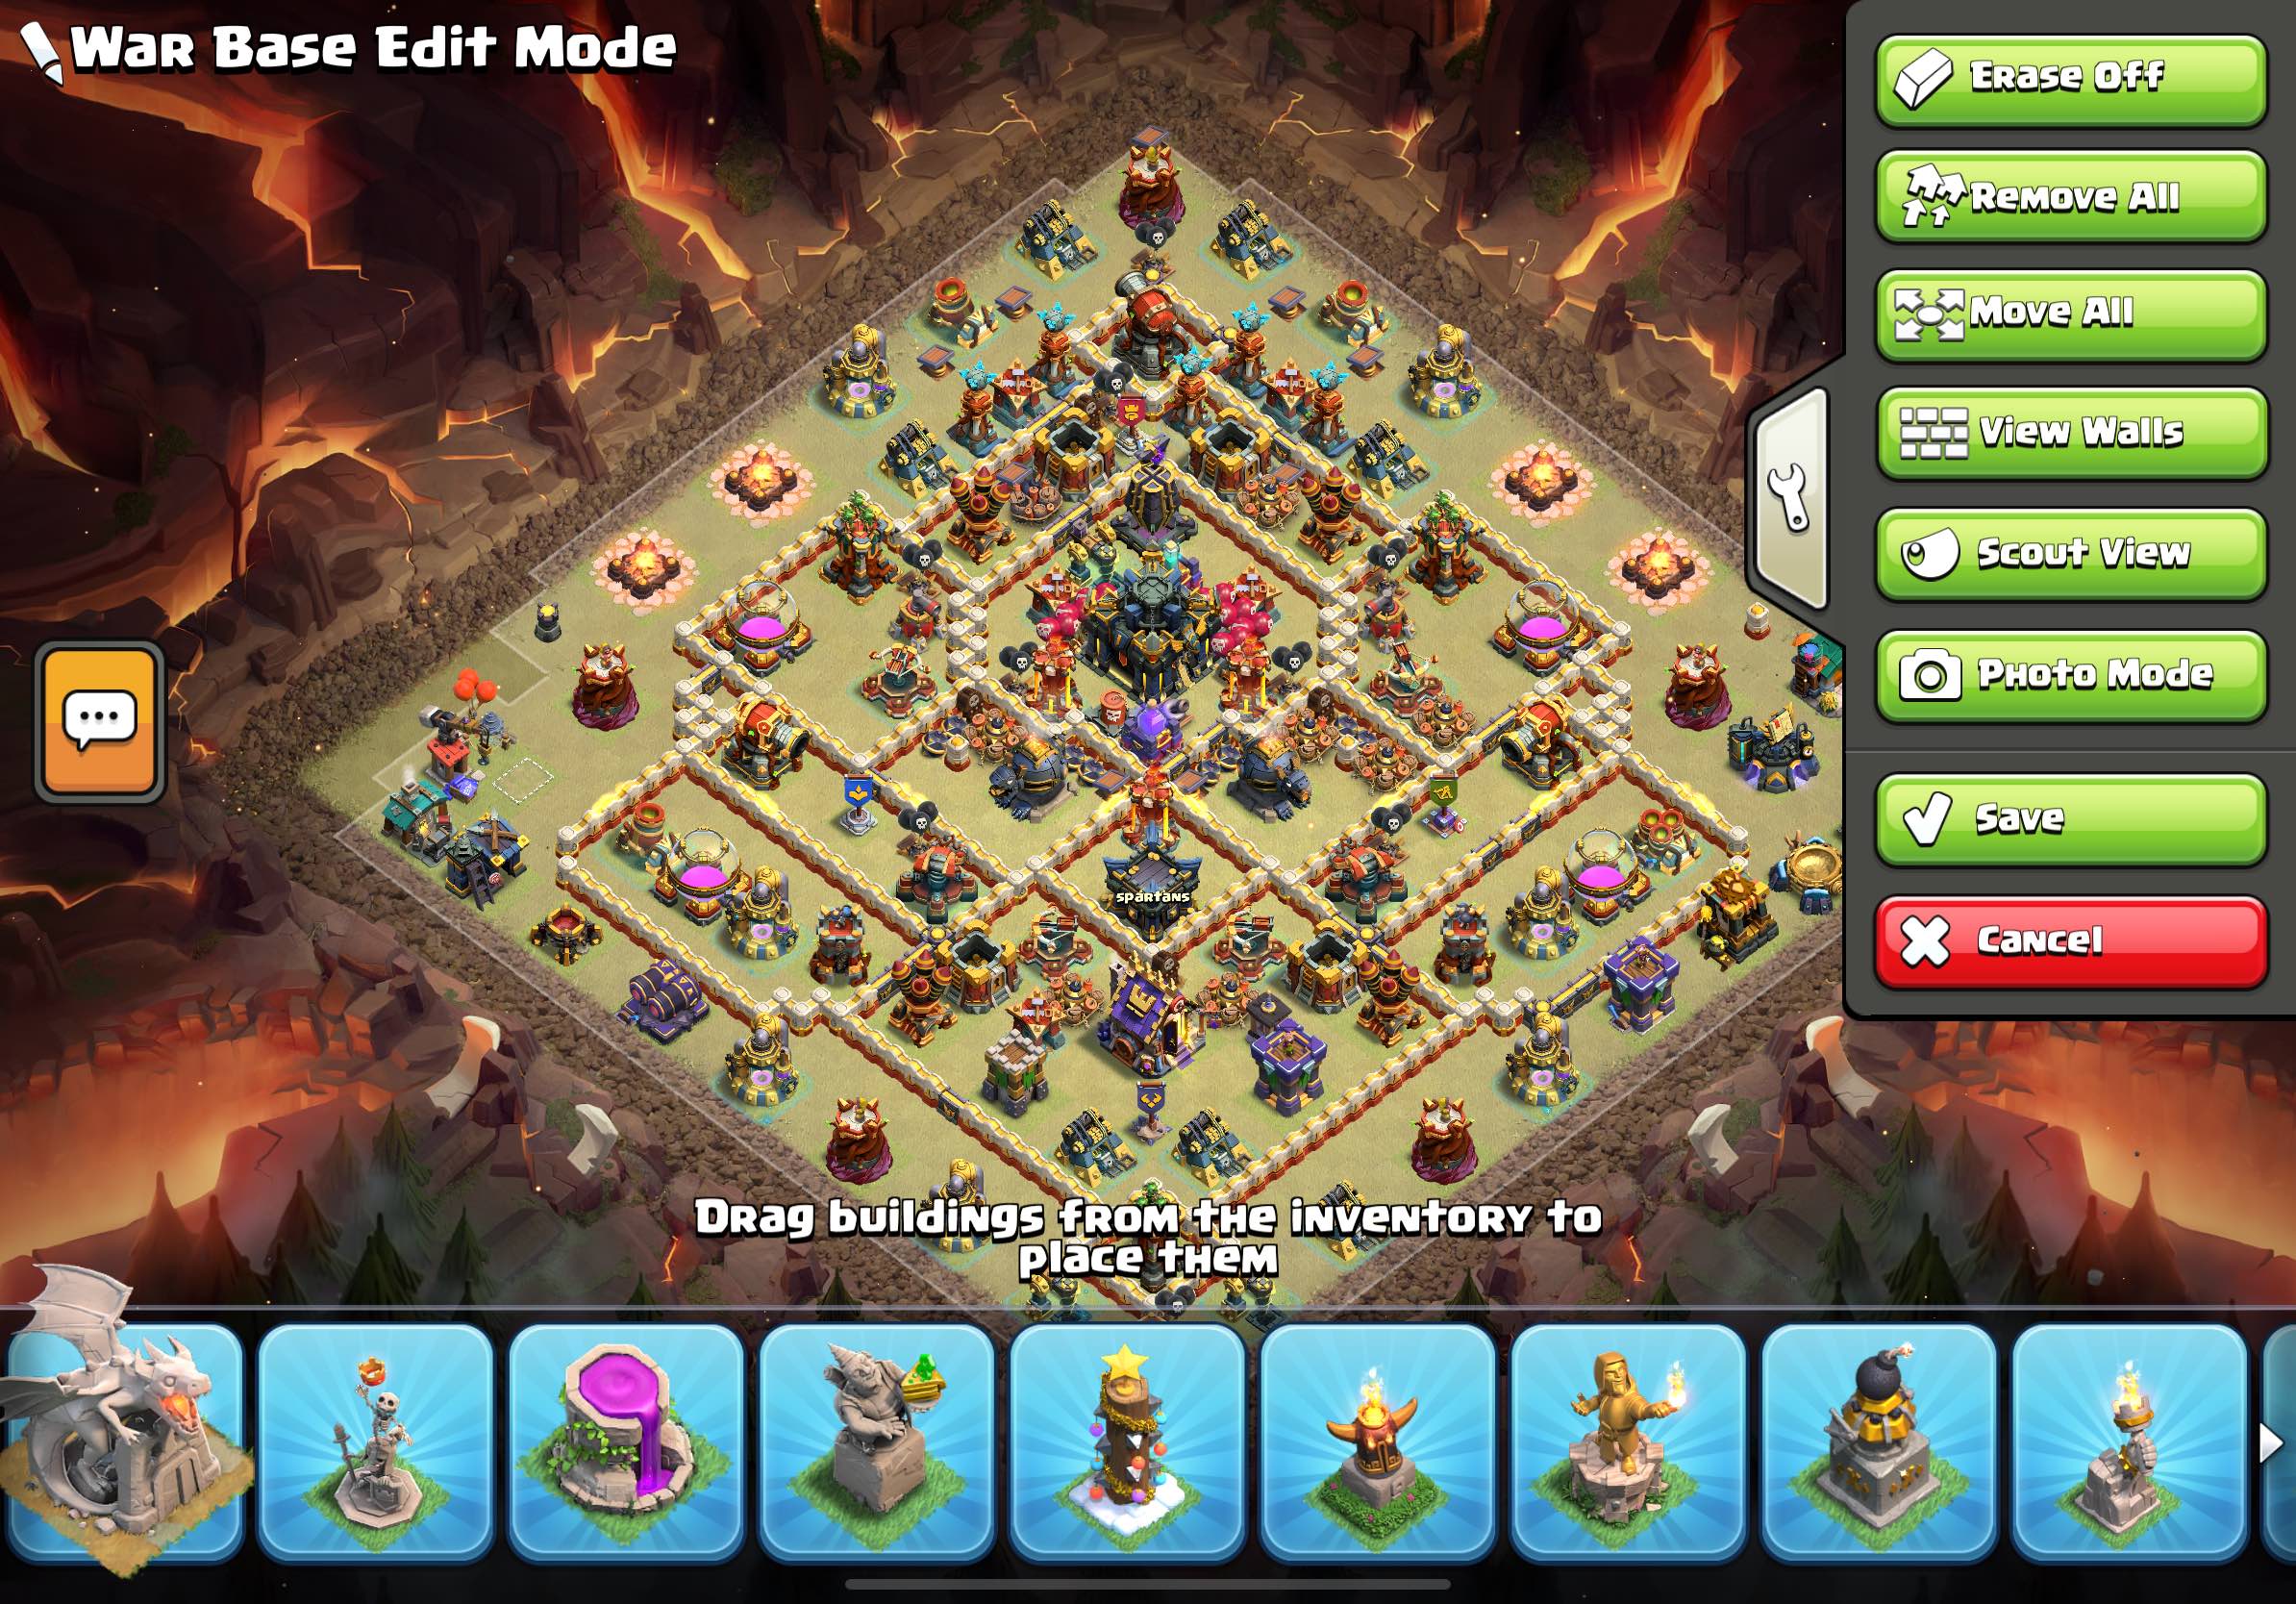 War Base Edit Mode
Erase Off
Remove All
Move All
View Walls
Scout View
Photo Mode
Save
Cancel
spartans
Drag buildings from the inventory to
place them